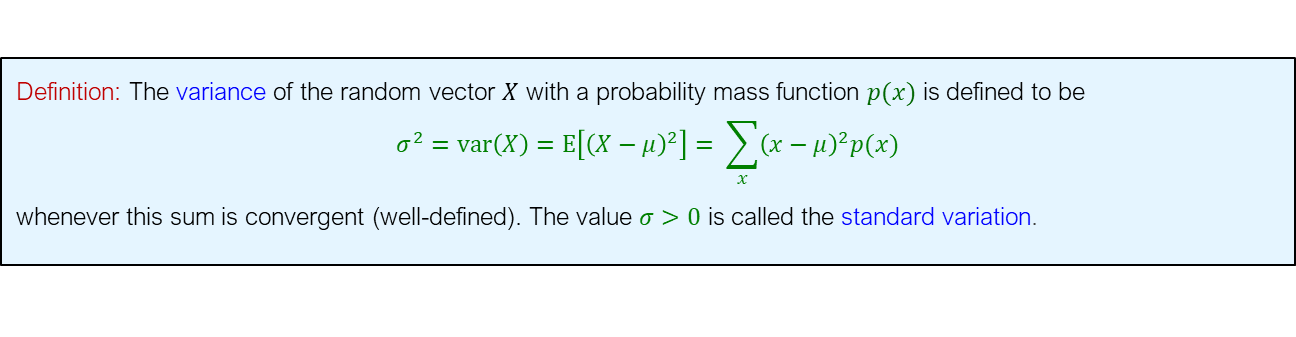 Definition: The variance of the random vector X with a probability mass function p(x) is defined to be
σ² = var(X) = E[(X − μ)²] = ∑ₓ (x − μ)²p(x)
whenever this sum is convergent (well-defined). The value σ > 0 is called the standard variation.